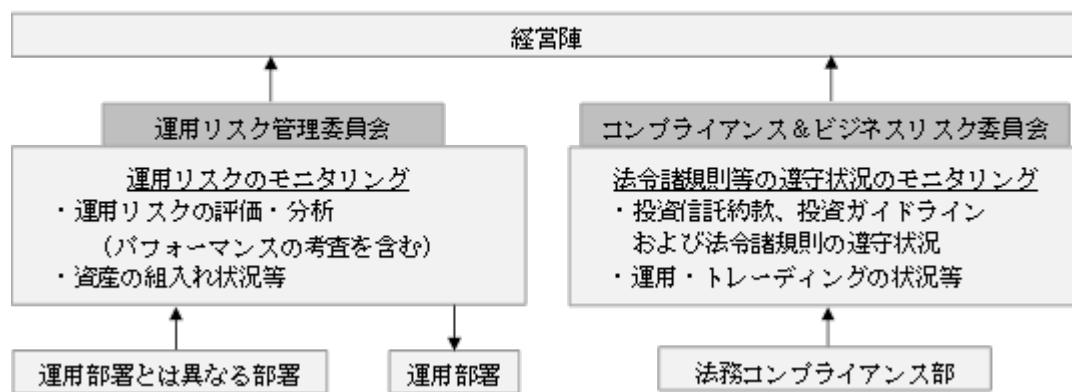 経営陣
運用リスク管理委員会
運用リスクのモニタリング
・運用リスクの評価・分析
（パフォーマンスの考査を含む）
・資産の組入れ状況等
運用部署とは異なる部署
運用部署
コンプライアンス＆ビジネスリスク委員会
法令諸規則等の遵守状況のモニタリング
・投資信託約款、投資ガイドライン
および法令諸規則の遵守状況
・運用・トレーディングの状況等
法務コンプライアンス部